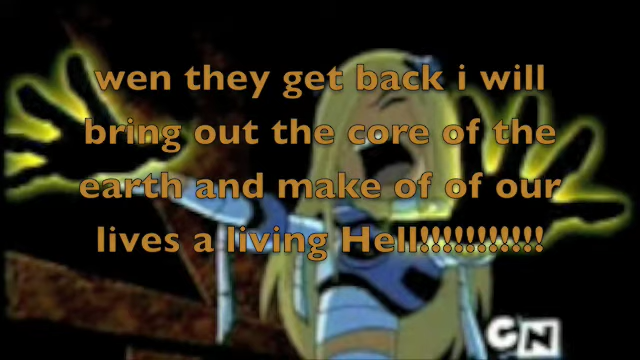 wen they get back i will
bring out the core of the
earth and make of of our
lives a living Hell!!!!!!!!!!!
CN